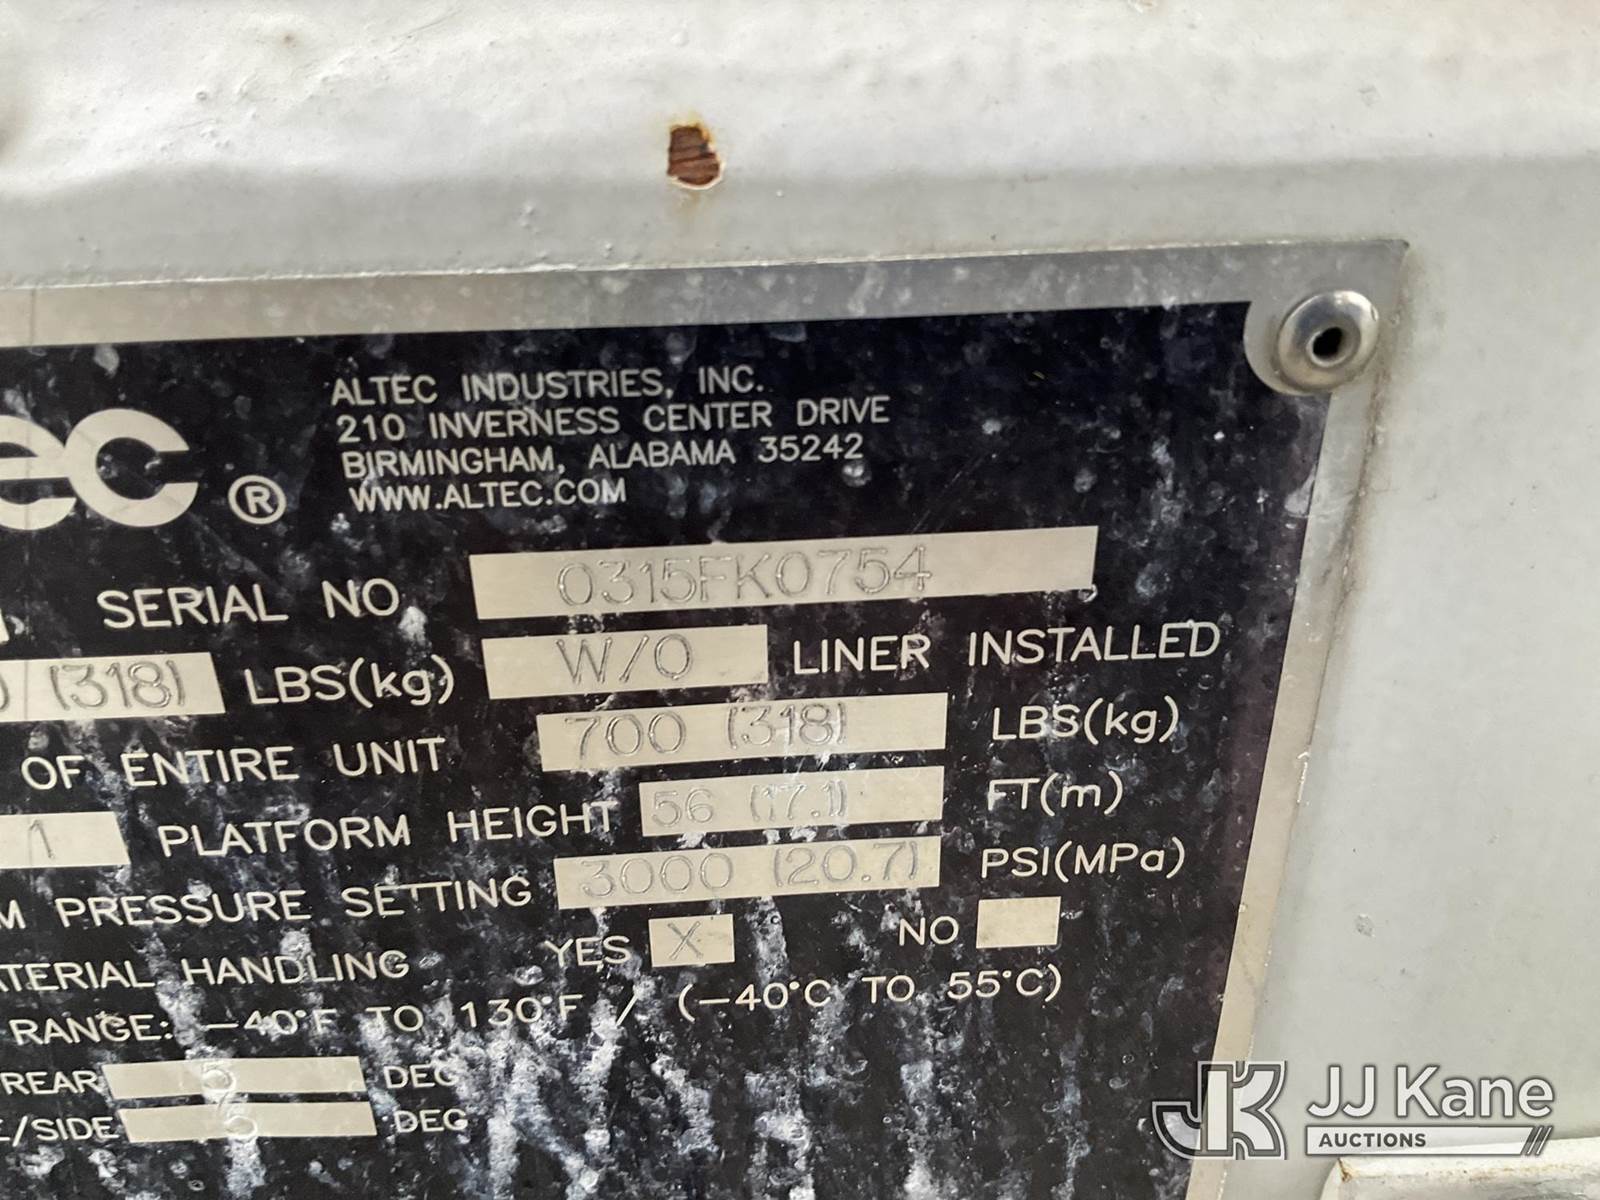 ec ®
ALTEC INDUSTRIES, INC.
210 INVERNESS CENTER DRIVE
BIRMINGHAM, ALABAMA 35242
WWW.ALTEC.COM
SERIAL NO. 0315FK0754
(318) LBS(kg) W/O LINER INSTALLED
OF ENTIRE UNIT 700 (318) LBS(kg)
1 PLATFORM HEIGHT 56 (17.1) FT(m)
M PRESSURE SETTING 3000 (20.7) PSI(MPa)
ATERIAL HANDLING YES X NO
RANGE: -40°F TO 130°F / (-40°C TO 55°C)
REAR 5 DEG
/SIDE 5 DEG
JK JJ Kane
AUCTIONS